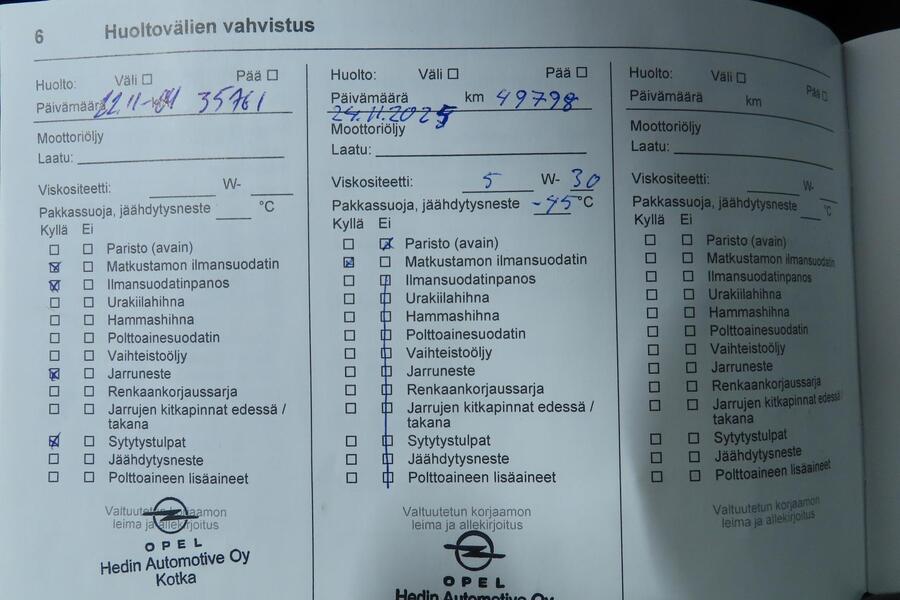 6 Huoltovälien vahvistus
Huolto: Väli Pää
Päivämäärä km 35761
Moottoriöljy
Laatu:
Viskositeetti: W-
Pakkassuoja, jäähdytysneste °C
Kyllä Ei
Paristo (avain)
Matkustamon ilmansuodatin
Ilmansuodatinpanos
Urakiilahihna
Hammashihna
Polttoainesuodatin
Vaihteistoöljy
Jarruneste
Renkaankorjaussarja
Jarrujen kitkapinnat edessä /
takana
Sytytystulpat
Jäähdytysneste
Polttoaineen lisäaineet
Valtuutetun korjaamon
leima ja allekirjoitus
OPEL
Hedin Automotive Oy
Kotka
Huolto: Väli Pää
Päivämäärä km 49798
24.11.2025
Moottoriöljy
Laatu:
Viskositeetti: 5 W- 30
Pakkassuoja, jäähdytysneste -45 °C
Kyllä Ei
Paristo (avain)
Matkustamon ilmansuodatin
Ilmansuodatinpanos
Urakiilahihna
Hammashihna
Polttoainesuodatin
Vaihteistoöljy
Jarruneste
Renkaankorjaussarja
Jarrujen kitkapinnat edessä /
takana
Sytytystulpat
Jäähdytysneste
Polttoaineen lisäaineet
Valtuutetun korjaamon
leima ja allekirjoitus
OPEL
Hedin Automotive Oy
Huolto: Väli Pää
Päivämäärä km
Moottoriöljy
Laatu:
Viskositeetti: W-
Pakkassuoja, jäähdytysneste °C
Kyllä Ei
Paristo (avain)
Matkustamon ilmansuodatin
Ilmansuodatinpanos
Urakiilahihna
Hammashihna
Polttoainesuodatin
Vaihteistoöljy
Jarruneste
Renkaankorjaussarja
Jarrujen kitkapinnat edessä /
takana
Sytytystulpat
Jäähdytysneste
Polttoaineen lisäaineet
Valtuutetun korjaamon
leima ja allekirjoitus